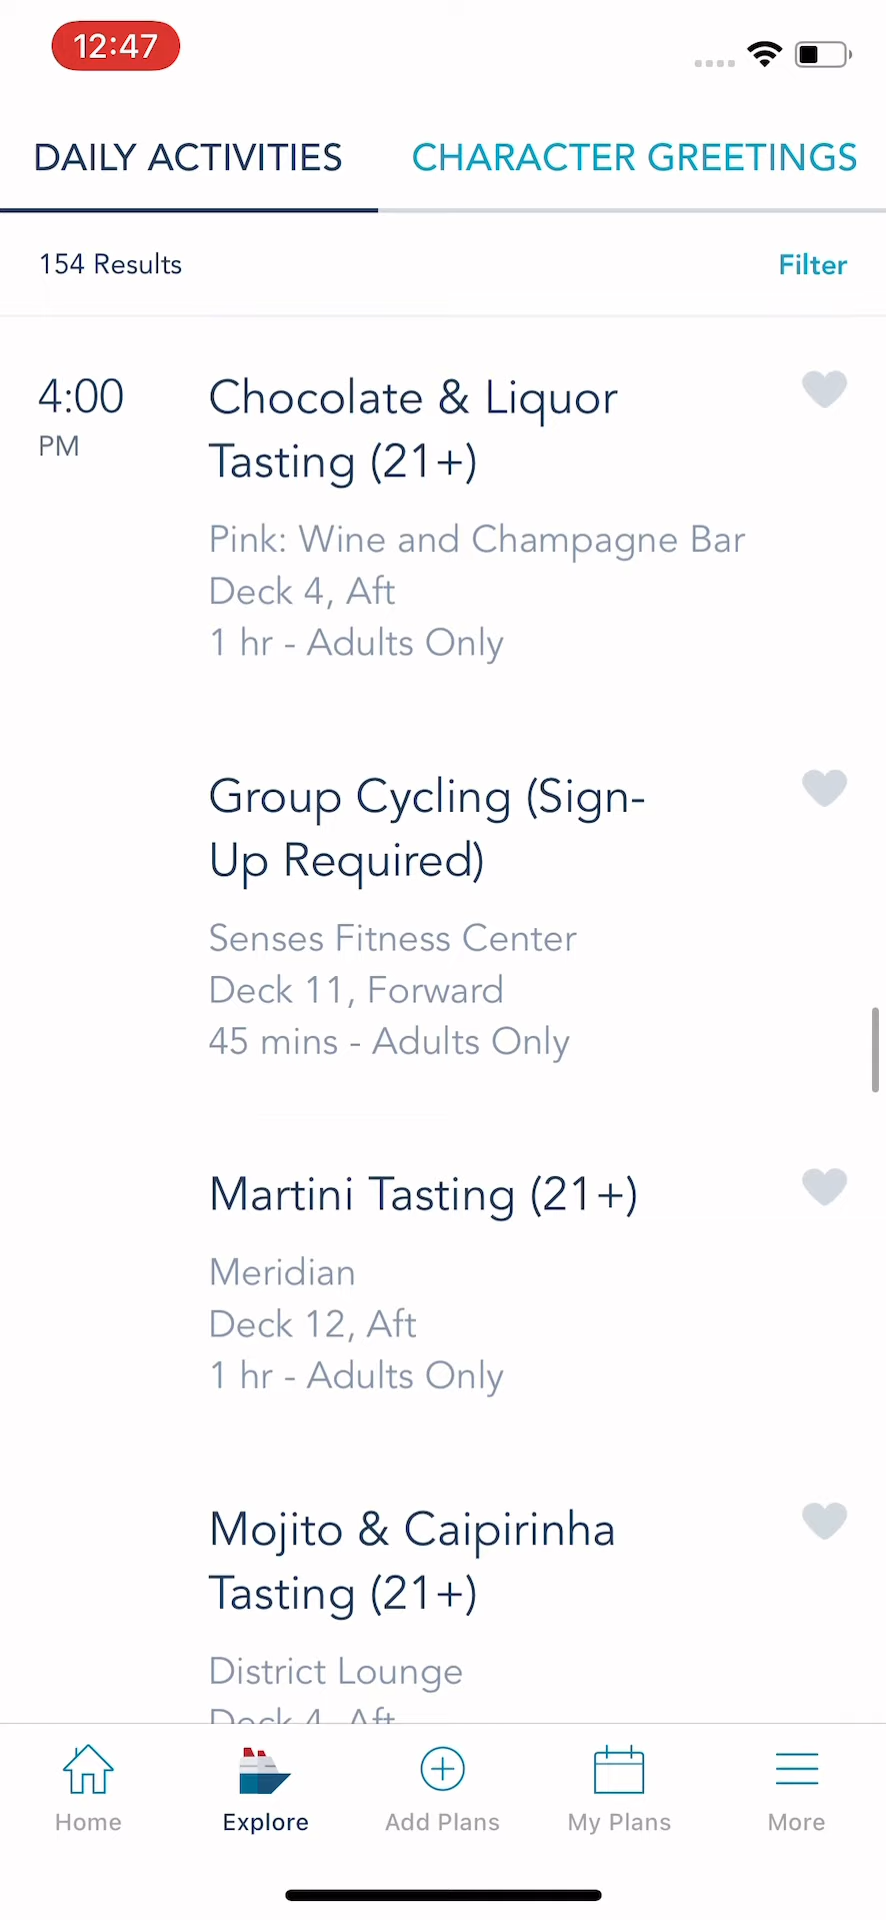 12:47
DAILY ACTIVITIES
CHARACTER GREETINGS
154 Results
Filter
4:00
PM
Chocolate & Liquor
Tasting (21+)
Pink: Wine and Champagne Bar
Deck 4, Aft
1 hr - Adults Only
Group Cycling (Sign-
Up Required)
Senses Fitness Center
Deck 11, Forward
45 mins - Adults Only
Martini Tasting (21+)
Meridian
Deck 12, Aft
1 hr - Adults Only
Mojito & Caipirinha
Tasting (21+)
District Lounge
Deck 4, Aft
Home
Explore
Add Plans
My Plans
More